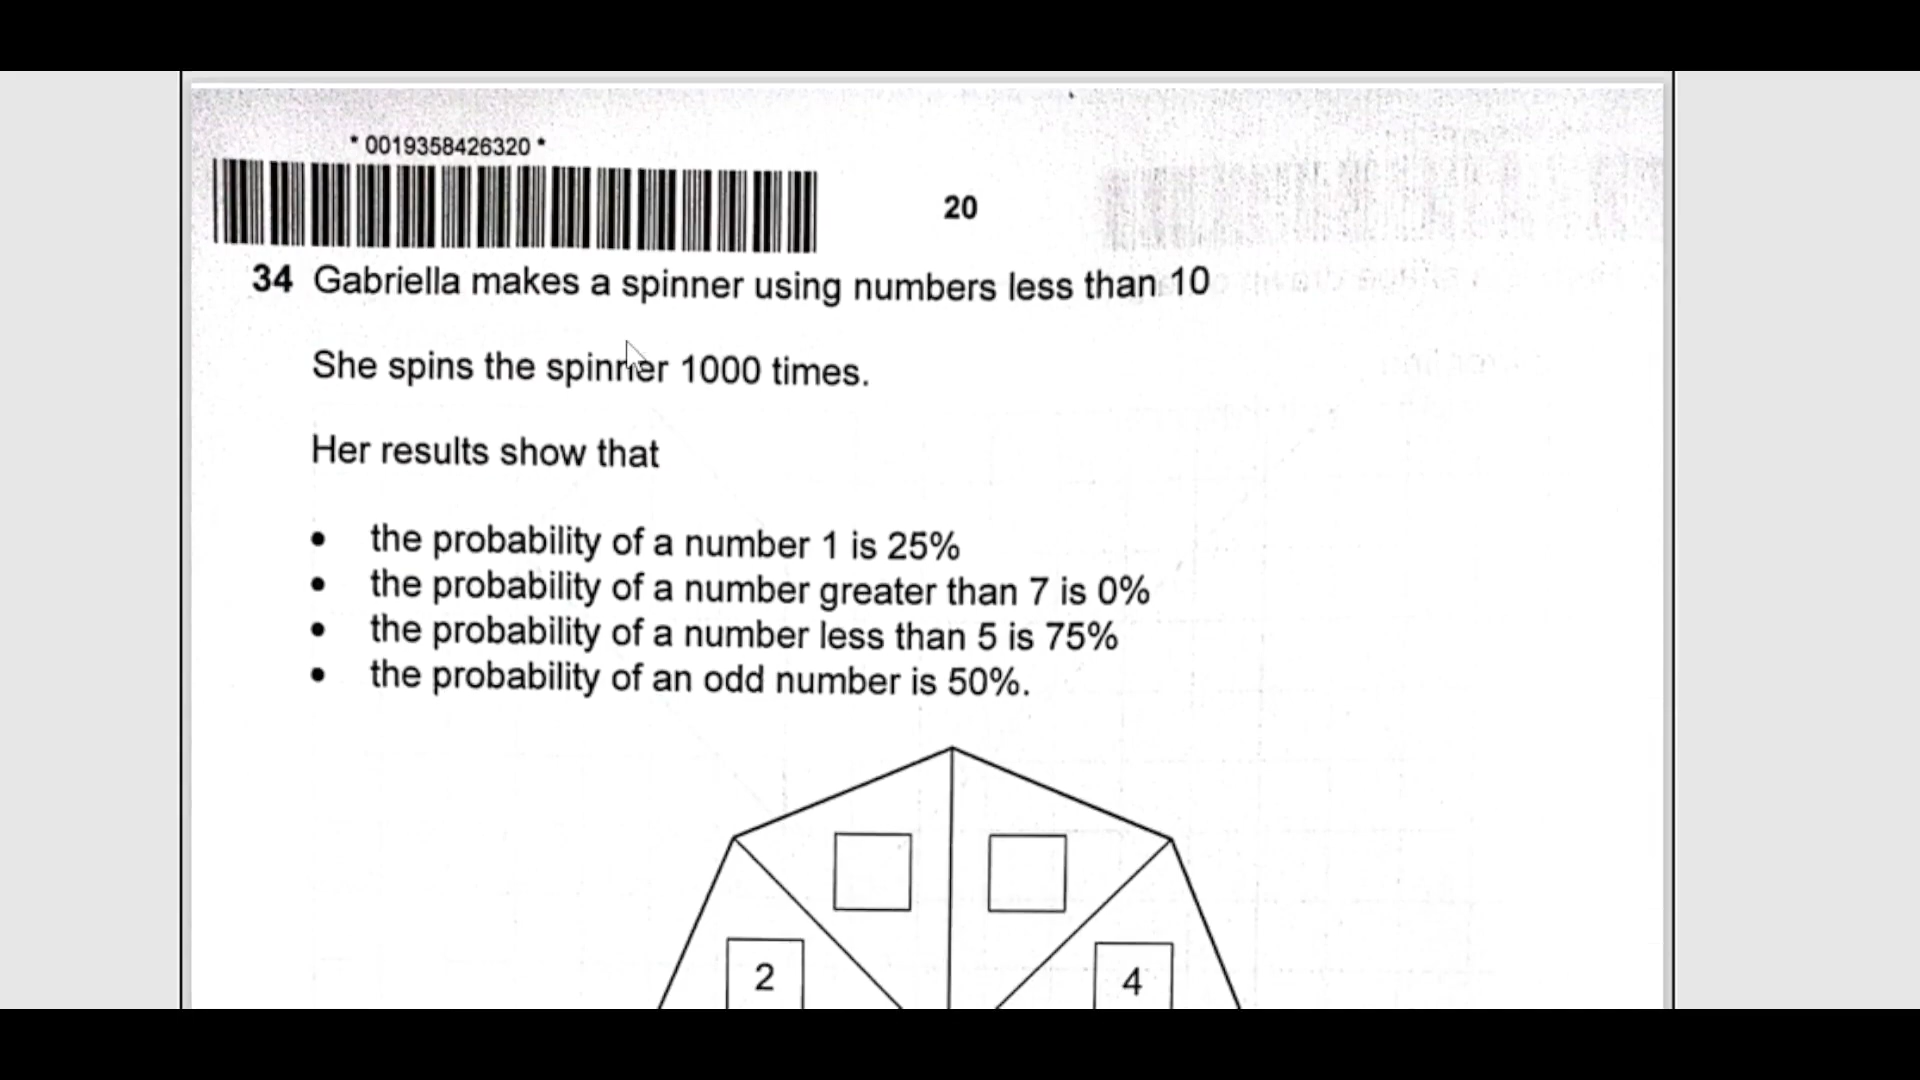 * 0019358426320 *
20
34 Gabriella makes a spinner using numbers less than 10
She spins the spinner 1000 times.
Her results show that
• the probability of a number 1 is 25%
• the probability of a number greater than 7 is 0%
• the probability of a number less than 5 is 75%
• the probability of an odd number is 50%.
2
4